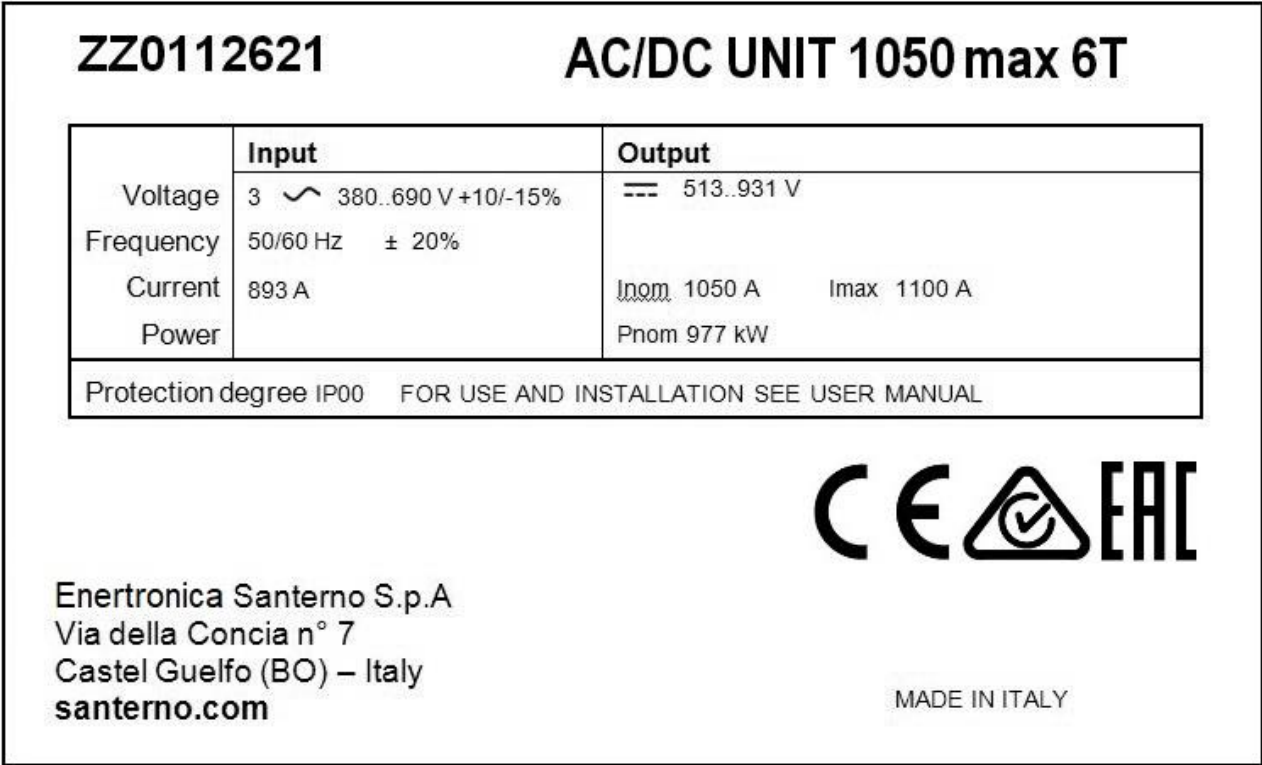 ZZ0112621 AC/DC UNIT 1050 max 6T
Input Output
Voltage 3 380..690 V +10/-15% 513..931 V
Frequency 50/60 Hz ± 20%
Current 893 A Inom 1050 A Imax 1100 A
Power Pnom 977 kW
Protection degree IP00 FOR USE AND INSTALLATION SEE USER MANUAL
CE EAC
Enertronica Santerno S.p.A
Via della Concia n° 7
Castel Guelfo (BO) – Italy
santerno.com
MADE IN ITALY